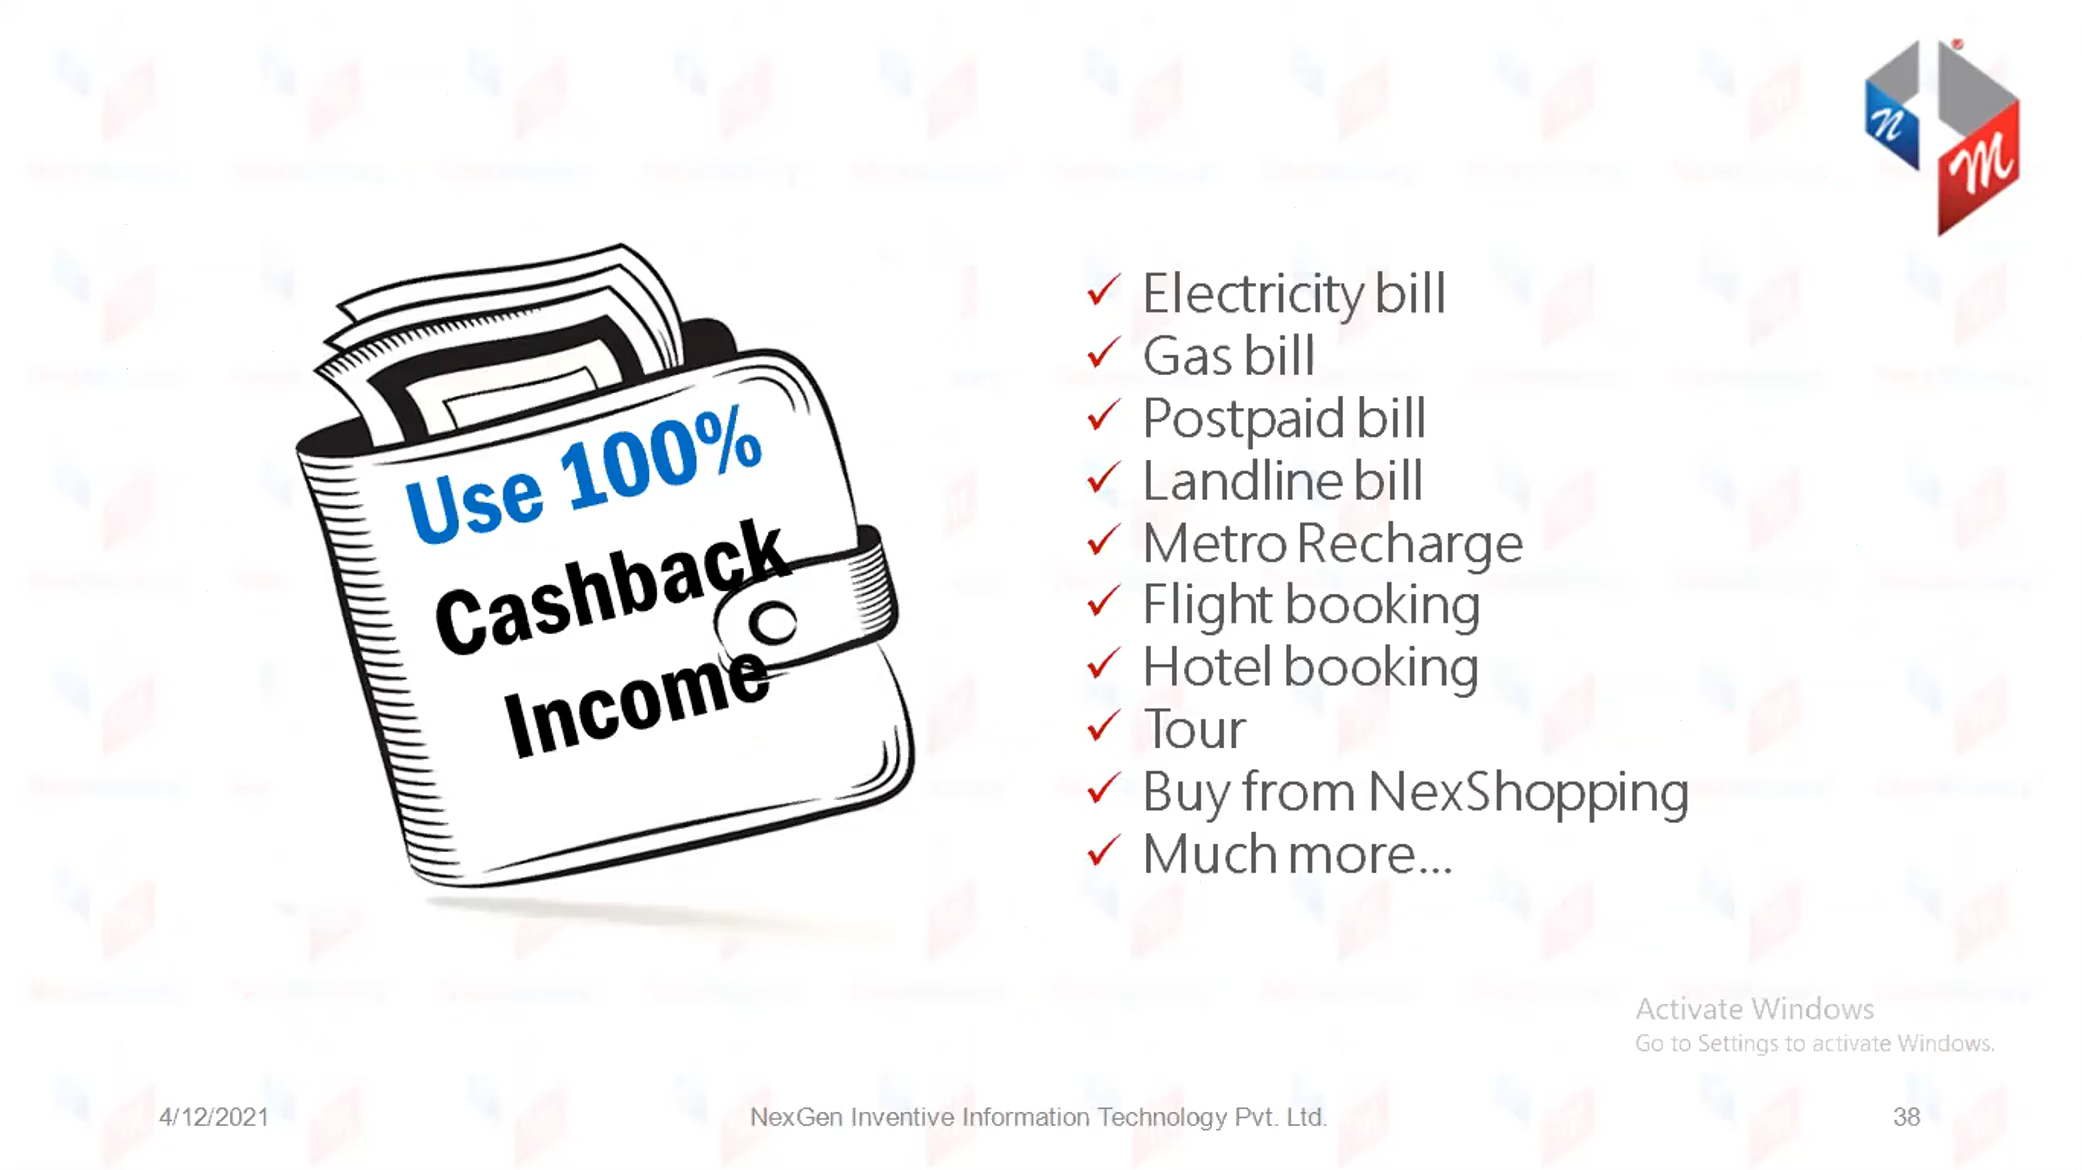 n
m
Use 100%
Cashback
Income
✓ Electricity bill
✓ Gas bill
✓ Postpaid bill
✓ Landline bill
✓ Metro Recharge
✓ Flight booking
✓ Hotel booking
✓ Tour
✓ Buy from NexShopping
✓ Much more...
Activate Windows
Go to Settings to activate Windows.
4/12/2021
NexGen Inventive Information Technology Pvt. Ltd.
38